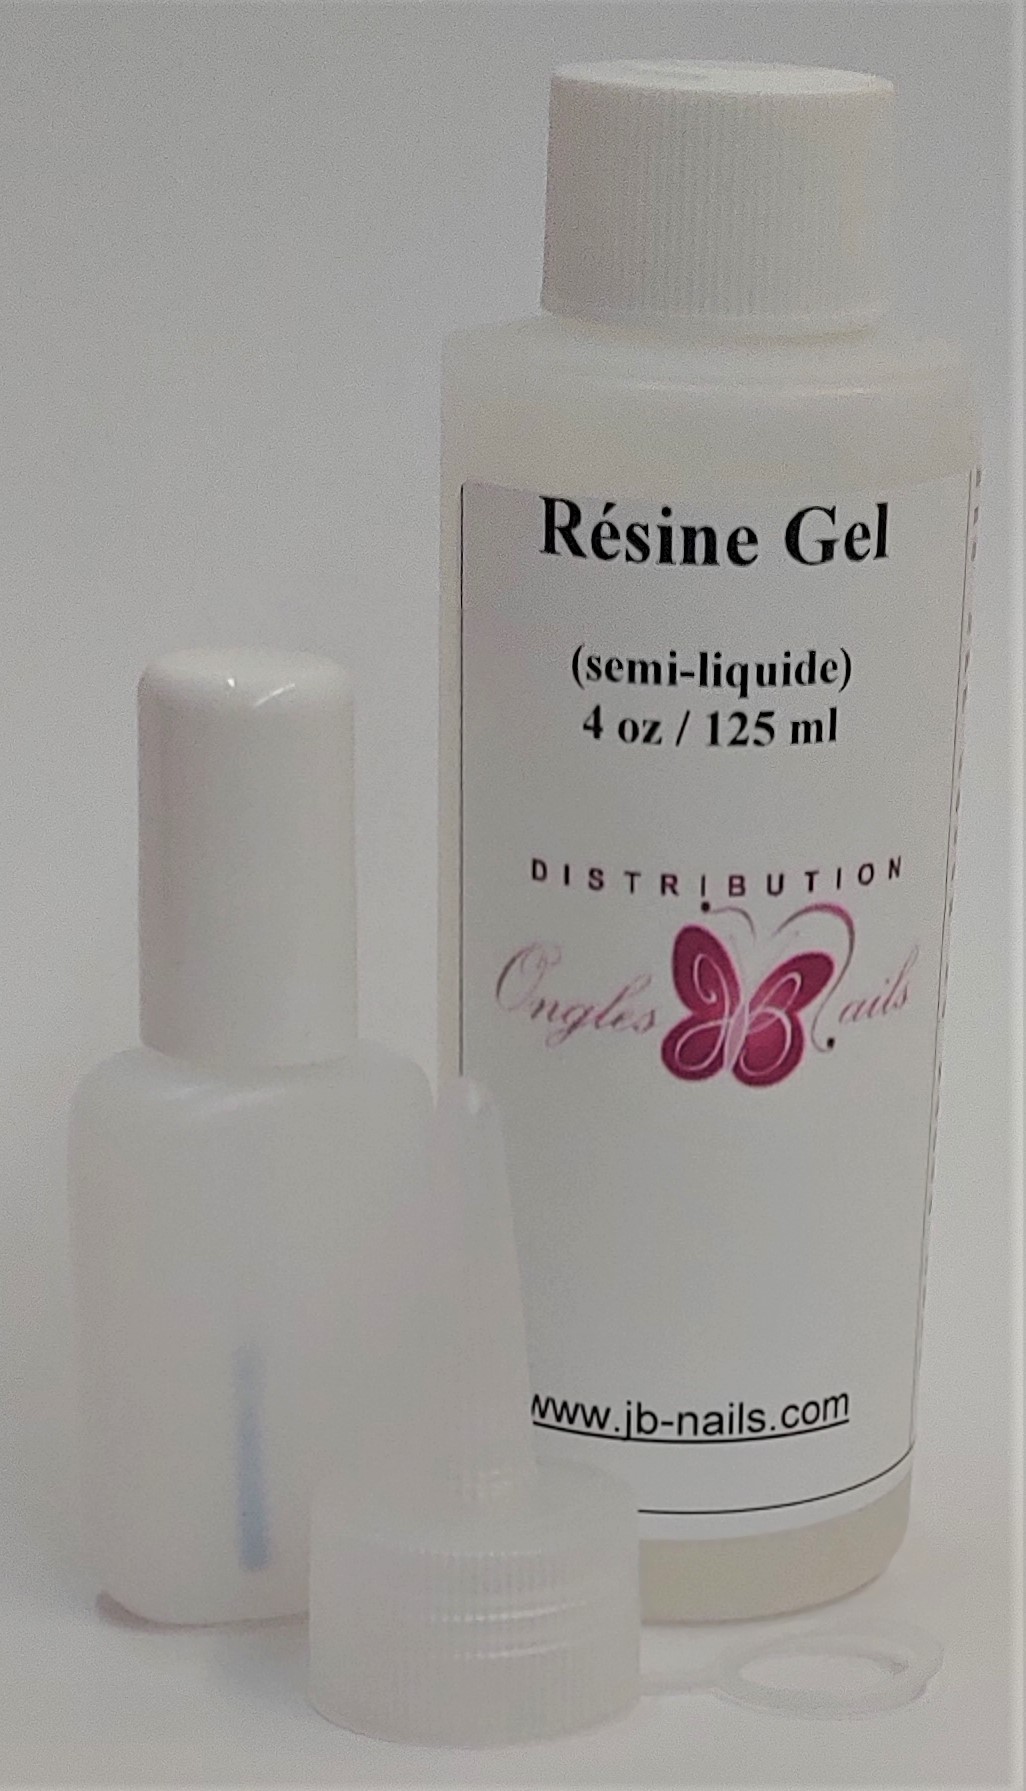 Résine Gel
(semi-liquide)
4 oz / 125 ml
DISTRIBUTION
Ongles JB Nails
www.jb-nails.com